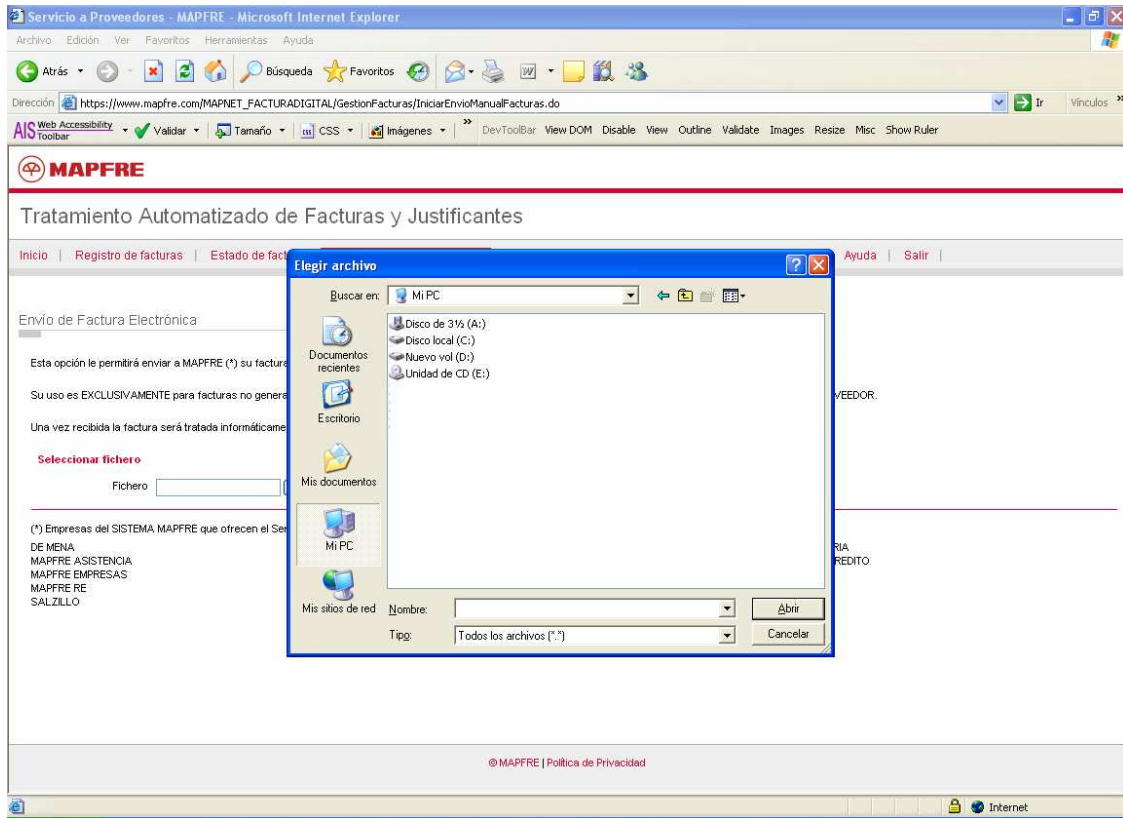 Servicio a Proveedores - MAPFRE - Microsoft Internet Explorer
Archivo Edición Ver Favoritos Herramientas Ayuda
Atrás Búsqueda Favoritos
Dirección https://www.mapfre.com/MAPNET_FACTURADIGITAL/GestionFacturas/IniciarEnvioManualFacturas.do Ir Vínculos »
AIS Web Accessibility Toolbar Validar Tamaño CSS Imágenes » DevToolBar View DOM Disable View Outline Validate Images Resize Misc Show Ruler
MAPFRE
Tratamiento Automatizado de Facturas y Justificantes
Inicio | Registro de facturas | Estado de fact Ayuda | Salir |
Elegir archivo
Buscar en: Mi PC
Disco de 3½ (A:)
Disco local (C:)
Nuevo vol (D:)
Unidad de CD (E:)
Documentos recientes
Escritorio
Mis documentos
Mi PC
Mis sitios de red
Nombre: Abrir
Tipo: Todos los archivos (*.*) Cancelar
Envío de Factura Electrónica
Esta opción le permitirá enviar a MAPFRE (*) su factura
Su uso es EXCLUSIVAMENTE para facturas no genera VEEDOR.
Una vez recibida la factura será tratada informáticame
Seleccionar fichero
Fichero
(*) Empresas del SISTEMA MAPFRE que ofrecen el Ser
DE MENA RIA
MAPFRE ASISTENCIA REDITO
MAPFRE EMPRESAS
MAPFRE RE
SALZILLO
© MAPFRE | Política de Privacidad
Internet